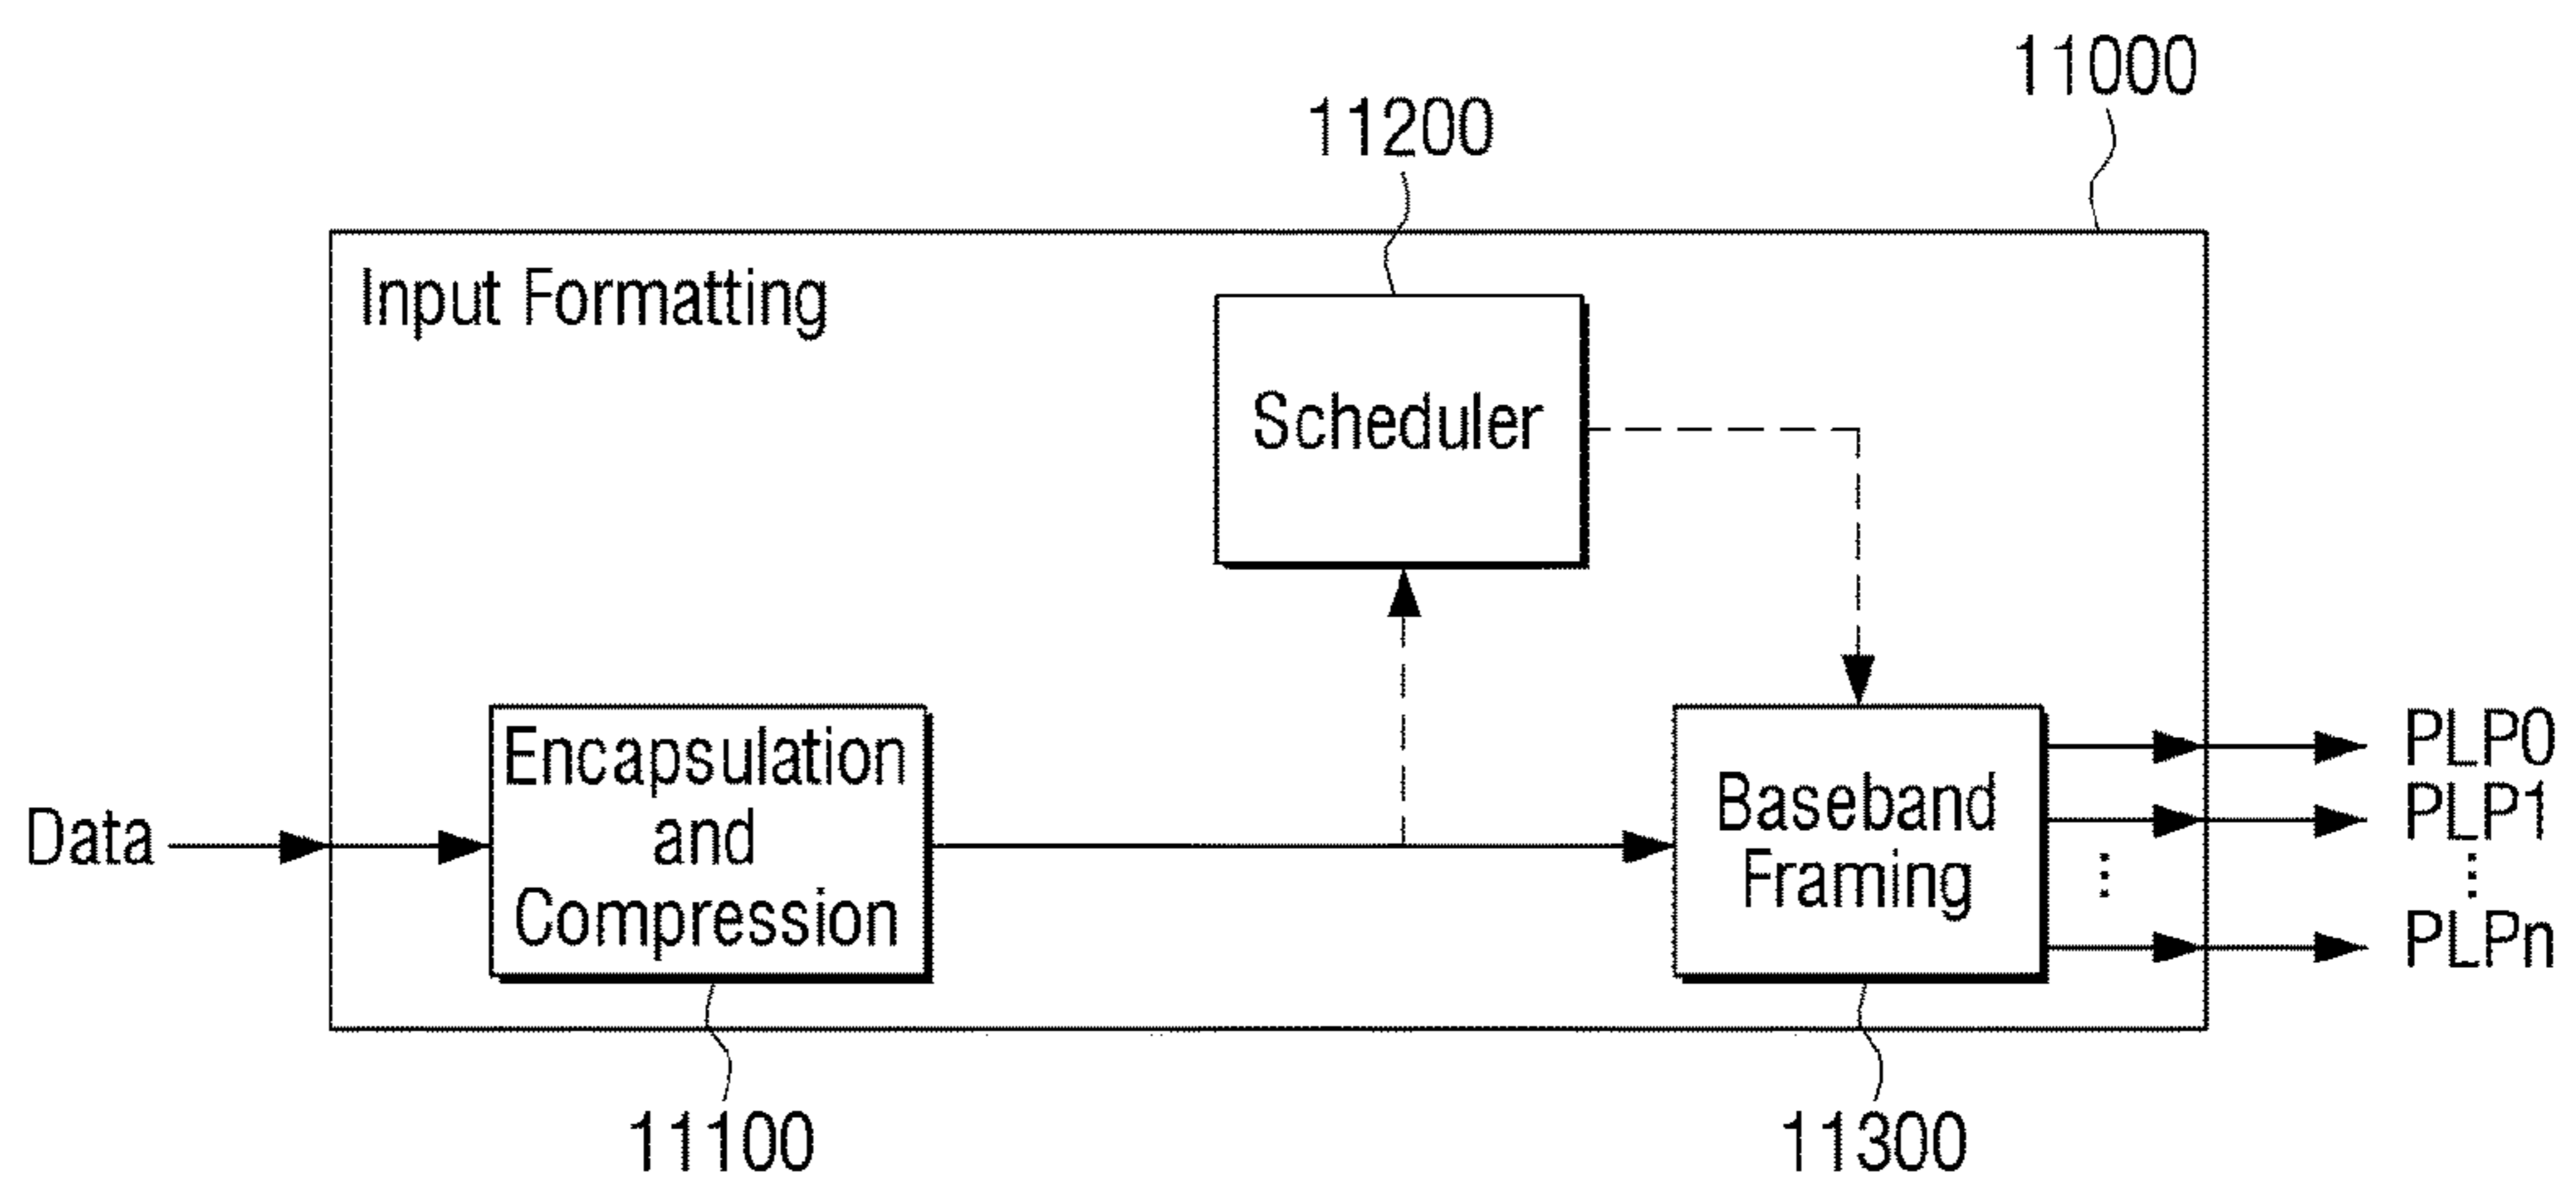 11000
11200
Input Formatting
Scheduler
Encapsulation
and
Compression
Data
Baseband
Framing
PLP0
PLP1
⋮
PLPn
11100
11300